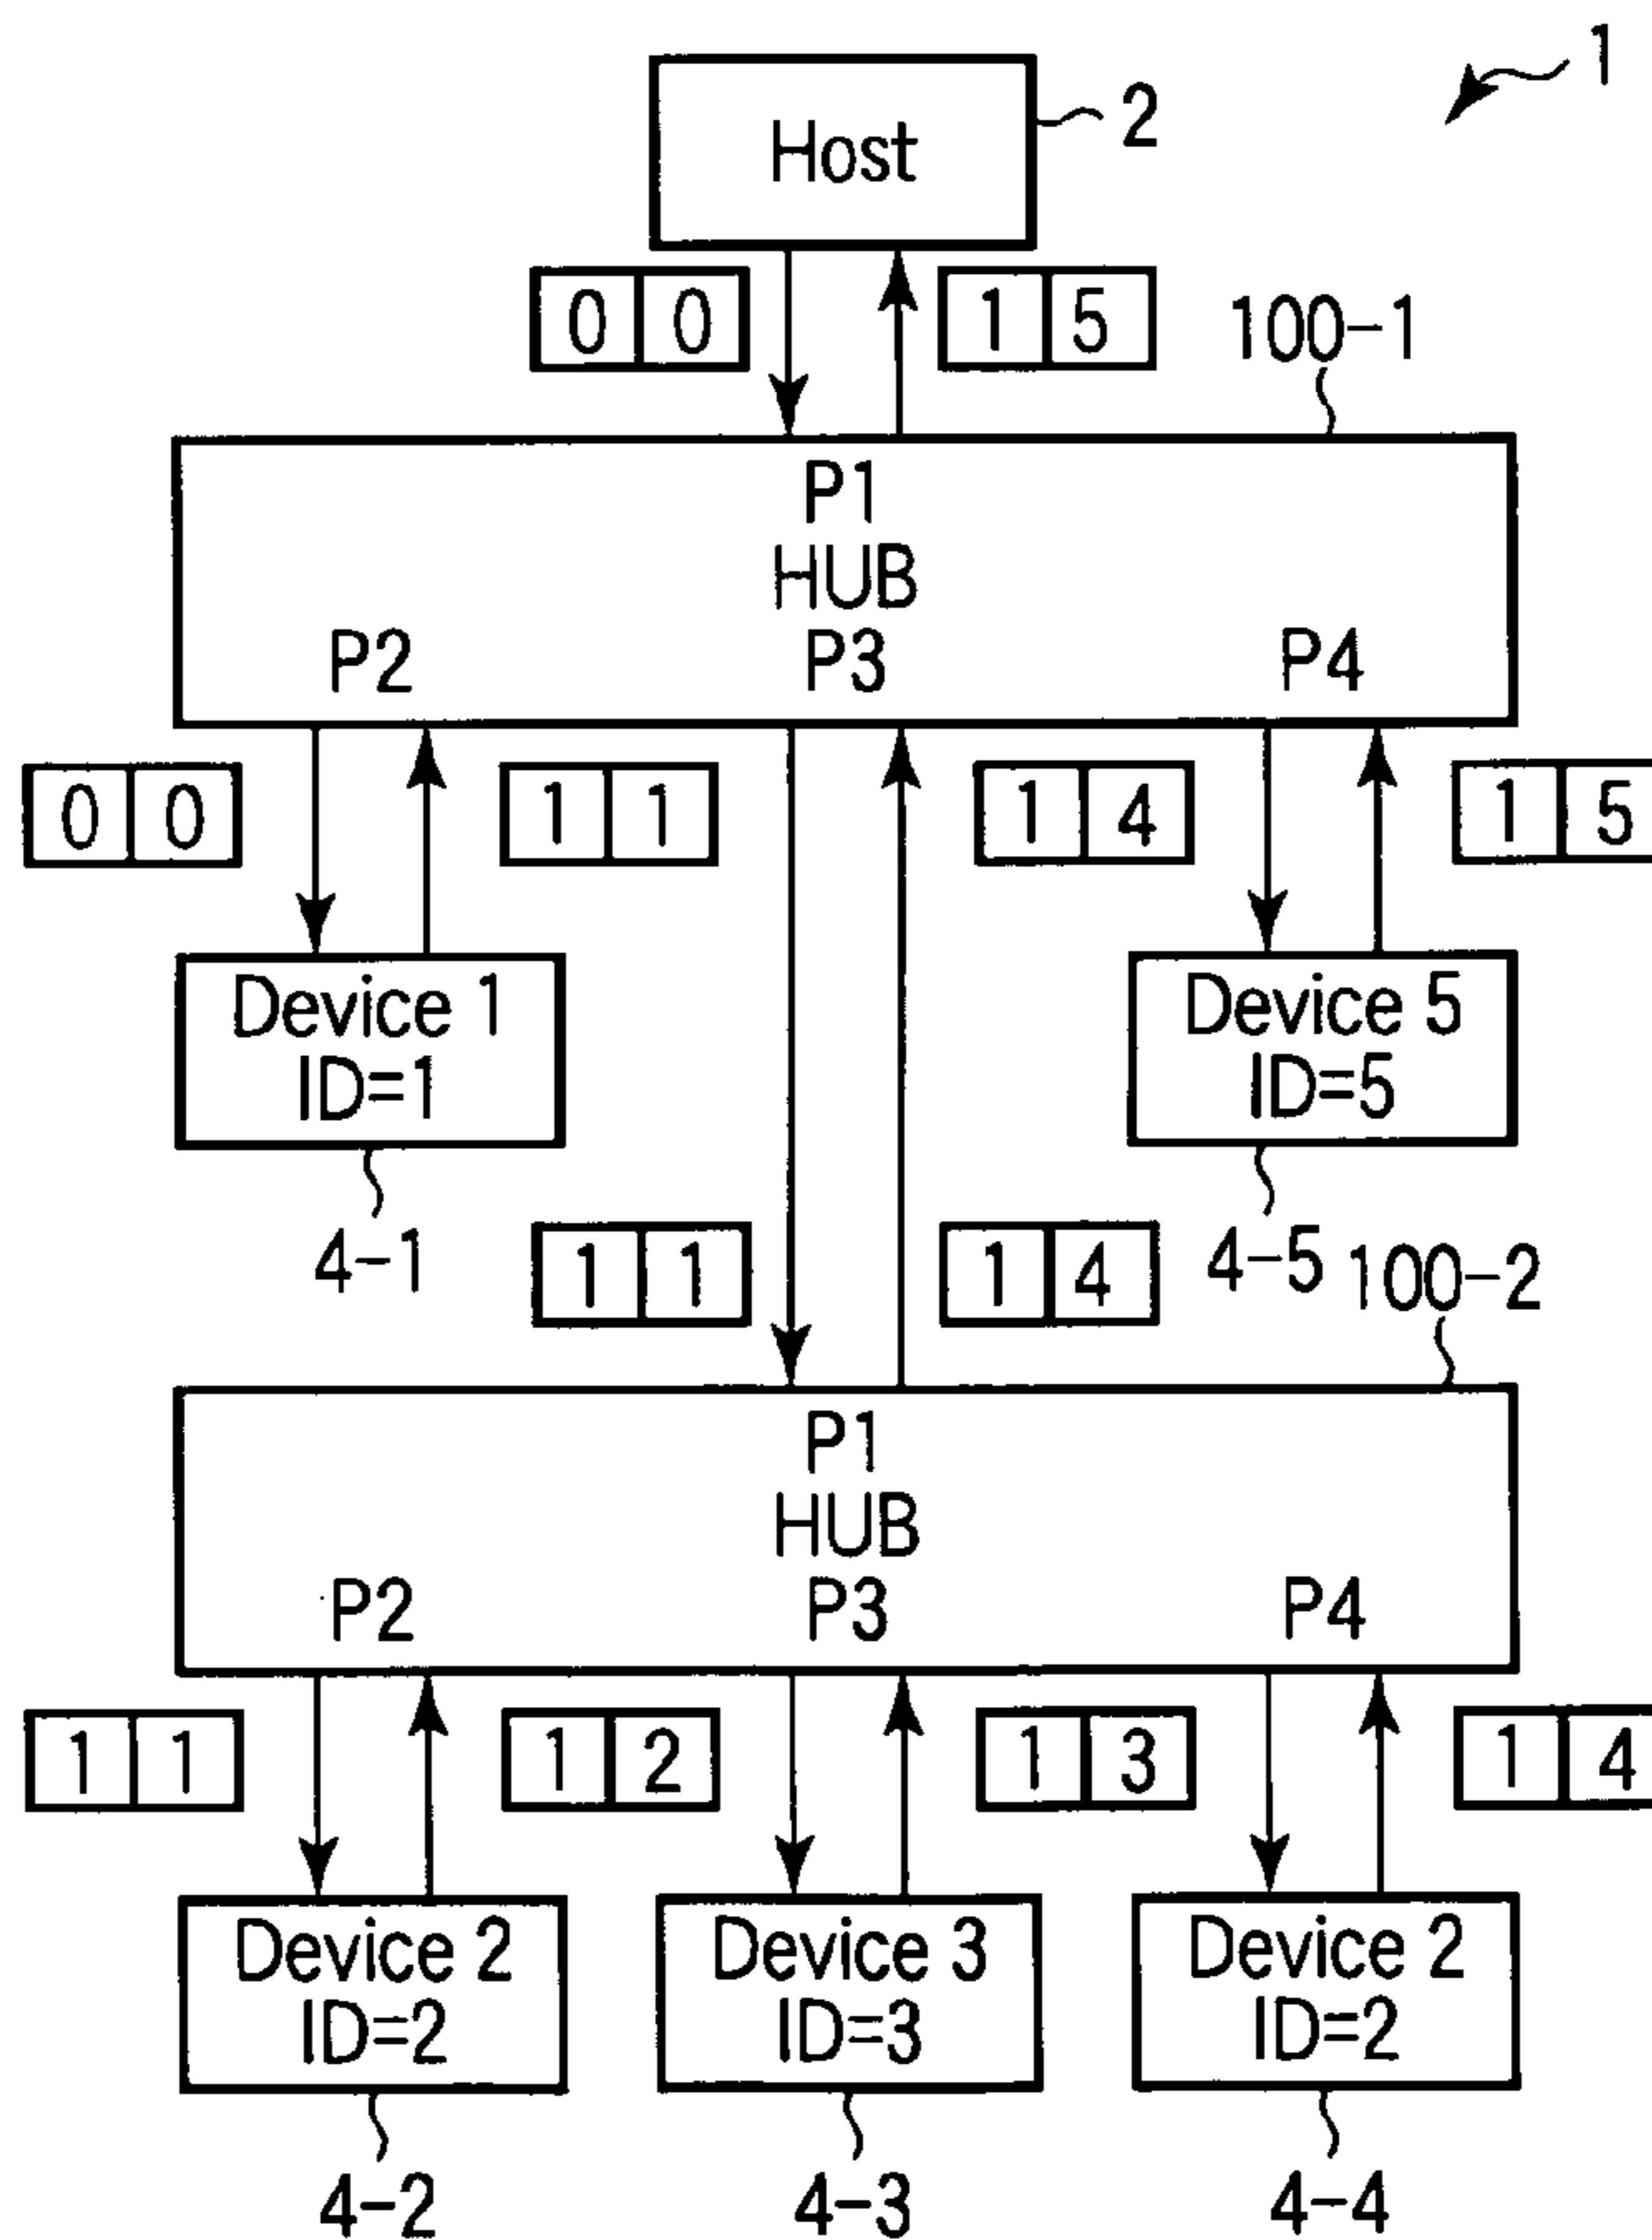 1
Host
2
0 0
1 5
100-1
P1
HUB
P2 P3 P4
0 0
1 1
1 4
1 5
Device 1
ID=1
Device 5
ID=5
4-1
1 1
1 4
4-5
100-2
P1
HUB
P2 P3 P4
1 1
1 2
1 3
1 4
Device 2
ID=2
Device 3
ID=3
Device 2
ID=2
4-2
4-3
4-4